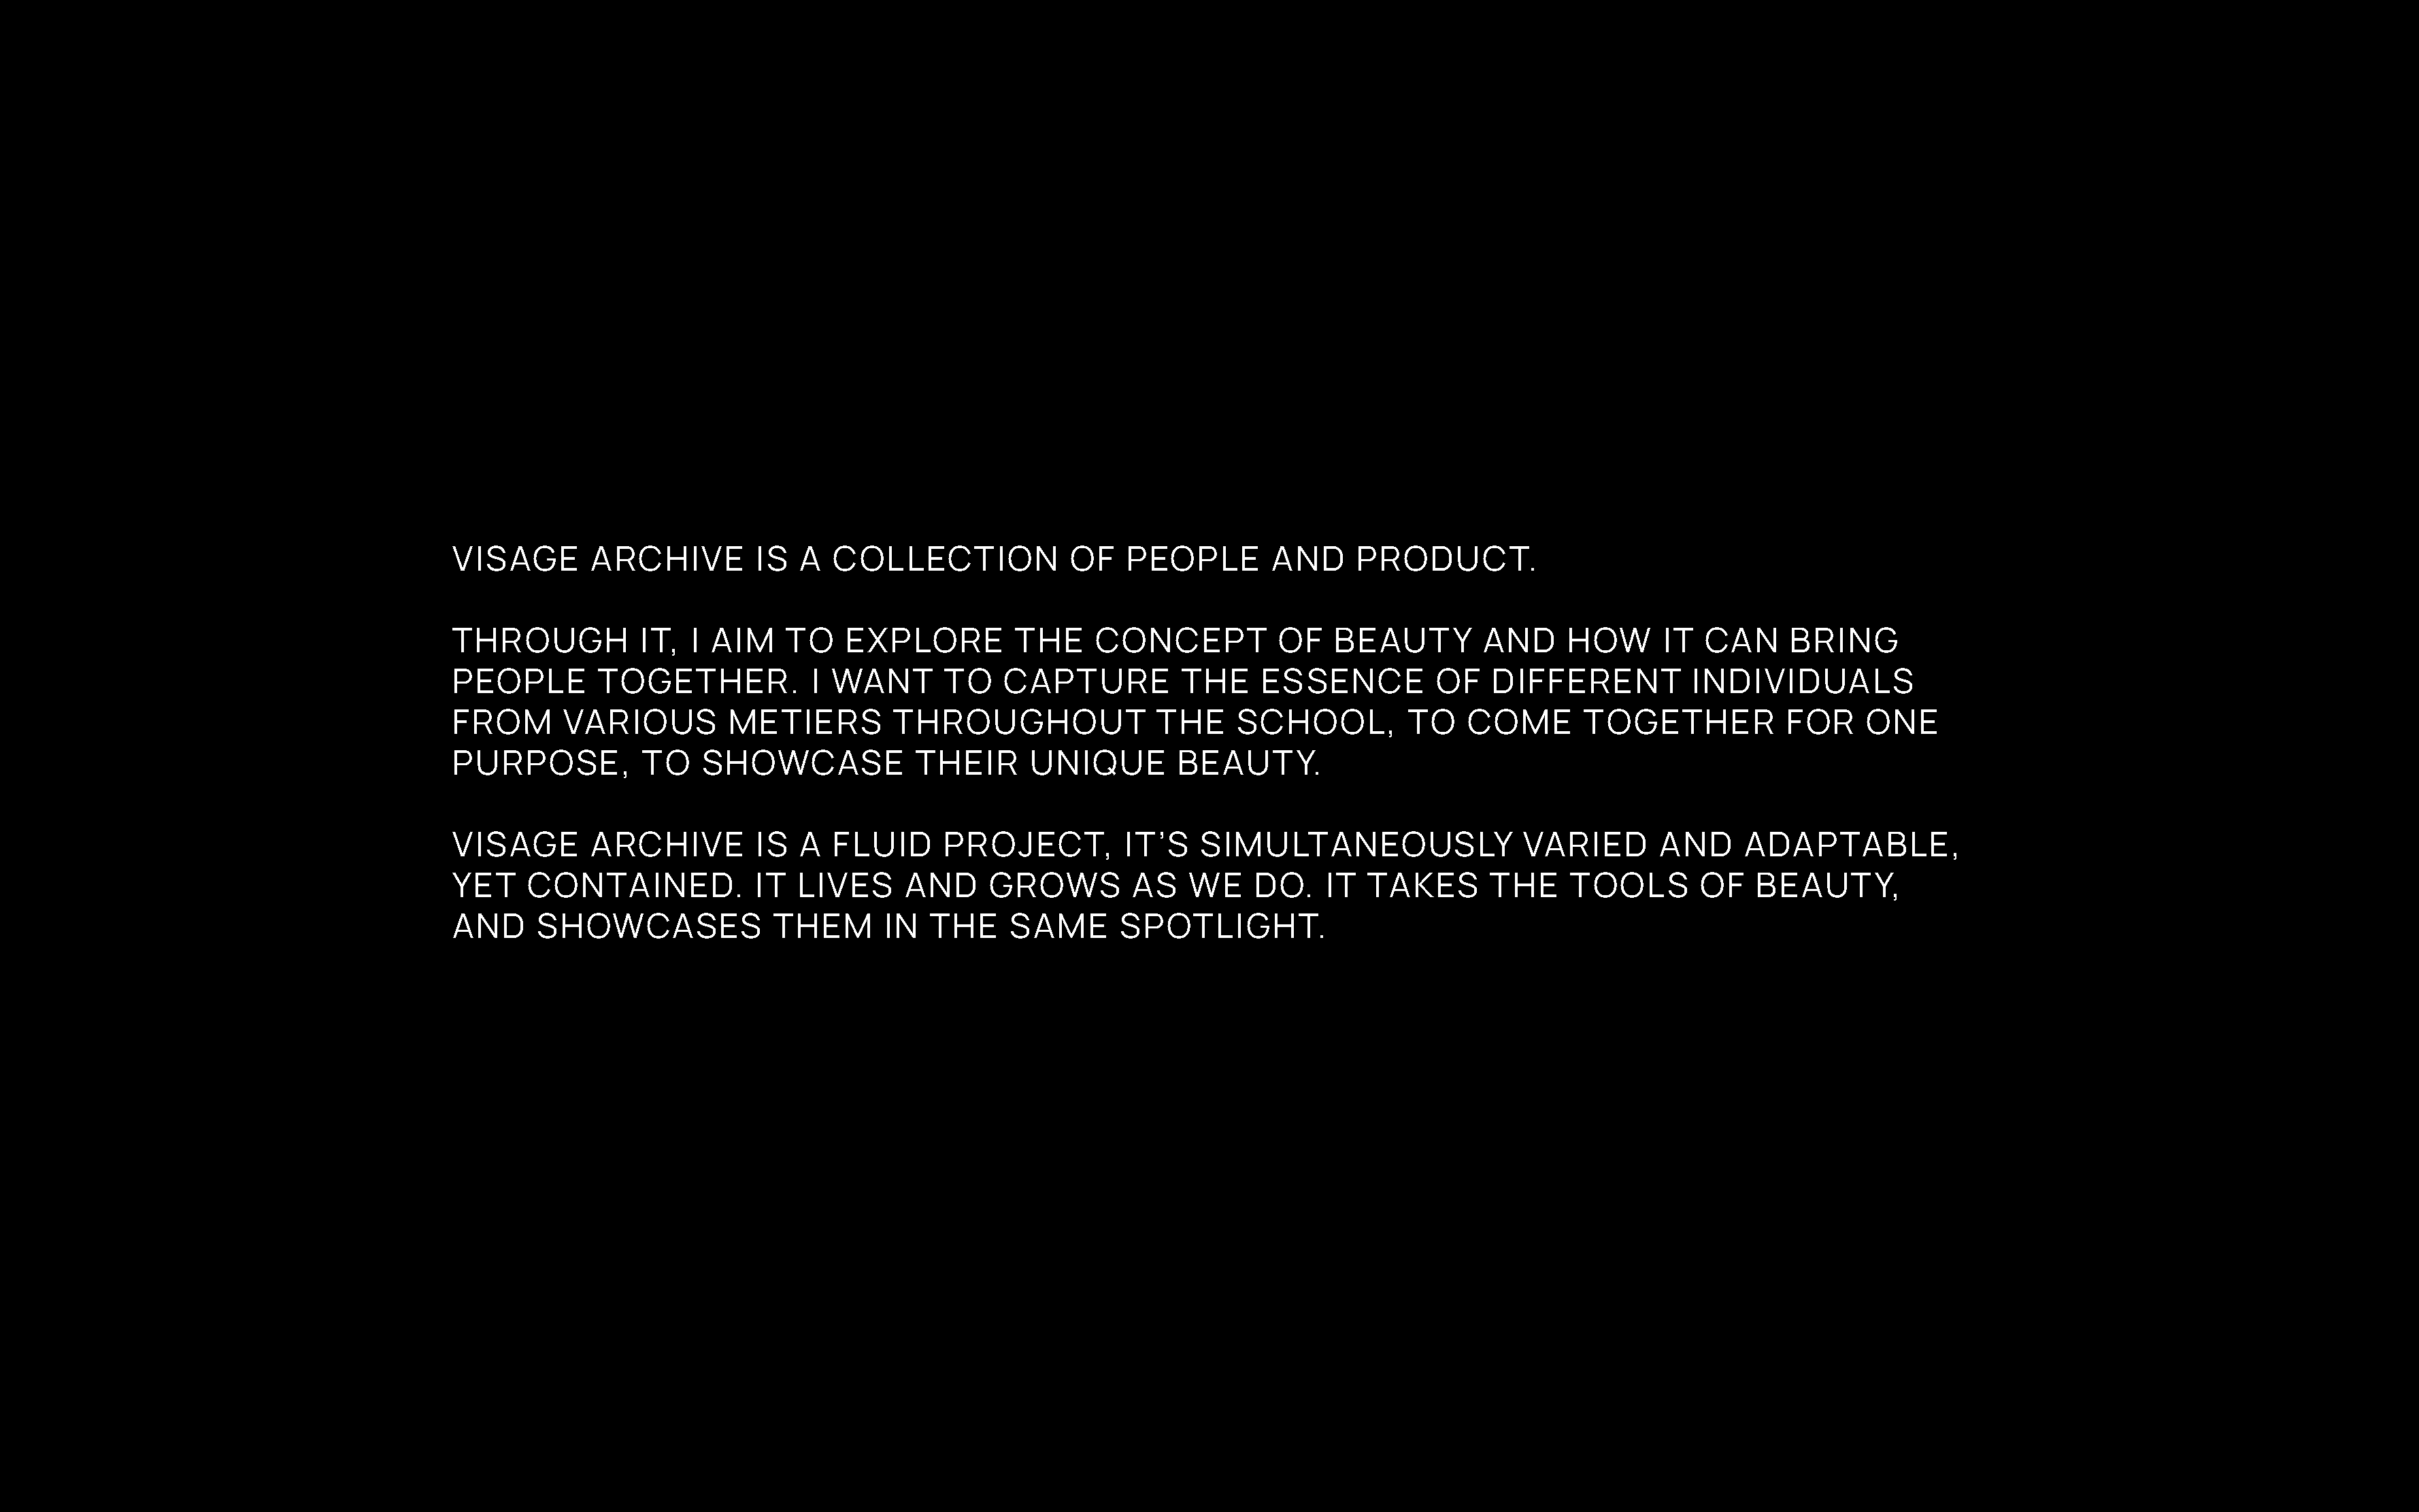 VISAGE ARCHIVE IS A COLLECTION OF PEOPLE AND PRODUCT.
THROUGH IT, I AIM TO EXPLORE THE CONCEPT OF BEAUTY AND HOW IT CAN BRING
PEOPLE TOGETHER. I WANT TO CAPTURE THE ESSENCE OF DIFFERENT INDIVIDUALS
FROM VARIOUS METIERS THROUGHOUT THE SCHOOL, TO COME TOGETHER FOR ONE
PURPOSE, TO SHOWCASE THEIR UNIQUE BEAUTY.
VISAGE ARCHIVE IS A FLUID PROJECT, IT’S SIMULTANEOUSLY VARIED AND ADAPTABLE,
YET CONTAINED. IT LIVES AND GROWS AS WE DO. IT TAKES THE TOOLS OF BEAUTY,
AND SHOWCASES THEM IN THE SAME SPOTLIGHT.